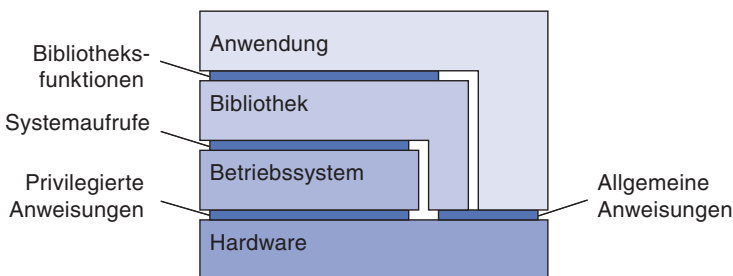 Anwendung
Bibliotheks-
funktionen
Bibliothek
Systemaufrufe
Betriebssystem
Privilegierte
Anweisungen
Allgemeine
Anweisungen
Hardware